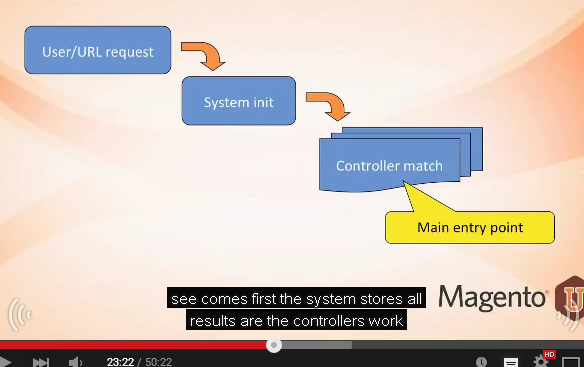 User/URL request
System init
Controller match
Main entry point
see comes first the system stores all
results are the controllers work
Magento
U
23:22 / 50:22
HD